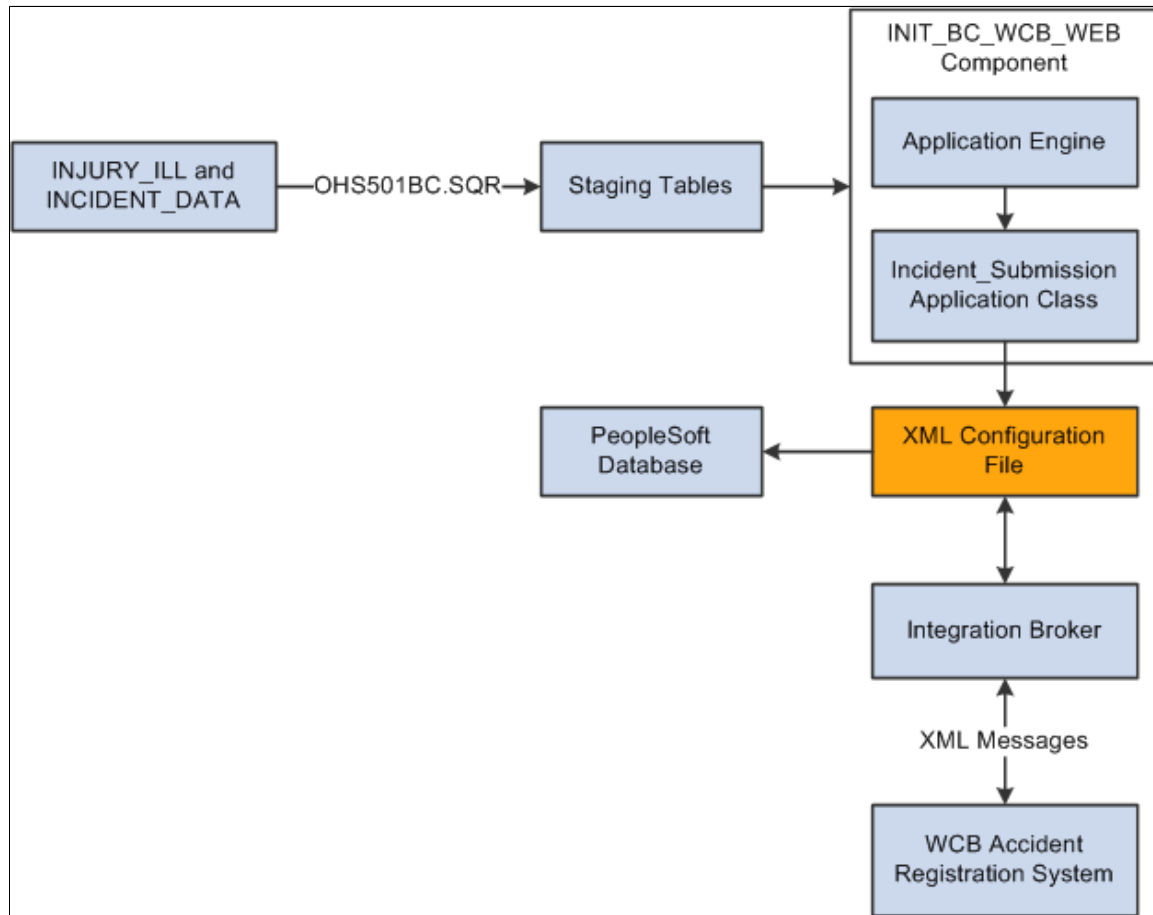 INIT_BC_WCB_WEB
Component
Application Engine
INJURY_ILL and
INCIDENT_DATA
OHS501BC.SQR
Staging Tables
Incident_Submission
Application Class
PeopleSoft
Database
XML Configuration
File
Integration Broker
XML Messages
WCB Accident
Registration System